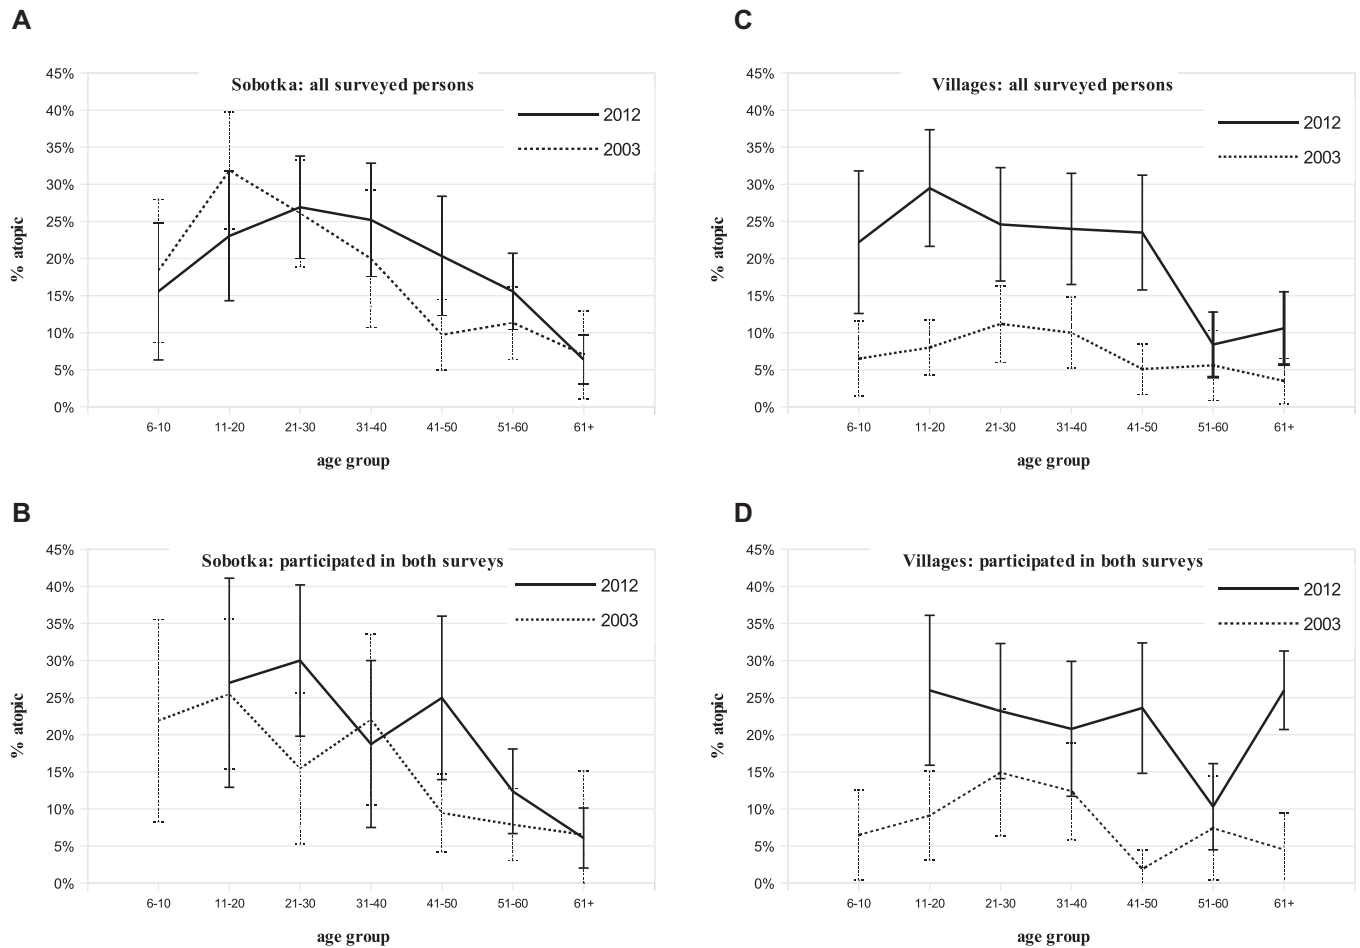 A
Sobotka: all surveyed persons
2012
2003
% atopic
45%
40%
35%
30%
25%
20%
15%
10%
5%
0%
6-10 11-20 21-30 31-40 41-50 51-60 61+
age group
C
Villages: all surveyed persons
2012
2003
% atopic
45%
40%
35%
30%
25%
20%
15%
10%
5%
0%
6-10 11-20 21-30 31-40 41-50 51-60 61+
age group
B
Sobotka: participated in both surveys
2012
2003
% atopic
45%
40%
35%
30%
25%
20%
15%
10%
5%
0%
6-10 11-20 21-30 31-40 41-50 51-60 61+
age group
D
Villages: participated in both surveys
2012
2003
% atopic
45%
40%
35%
30%
25%
20%
15%
10%
5%
0%
6-10 11-20 21-30 31-40 41-50 51-60 61+
age group